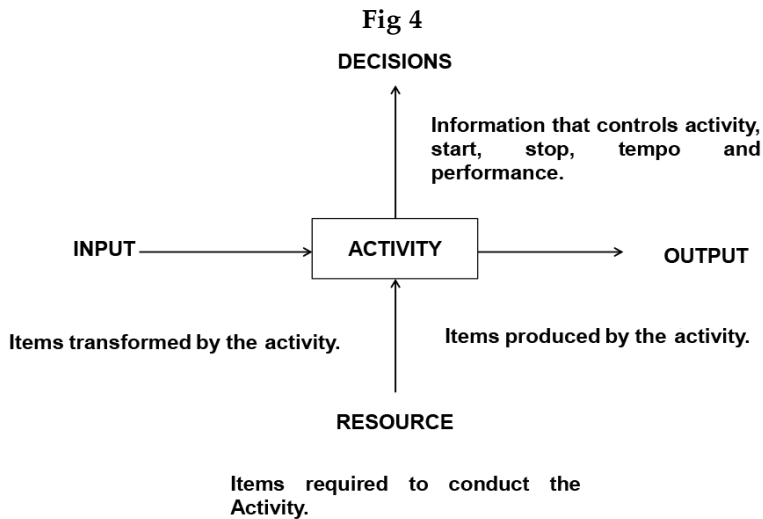 Fig 4
DECISIONS
Information that controls activity,
start, stop, tempo and
performance.
INPUT
ACTIVITY
OUTPUT
Items transformed by the activity.
Items produced by the activity.
RESOURCE
Items required to conduct the
Activity.